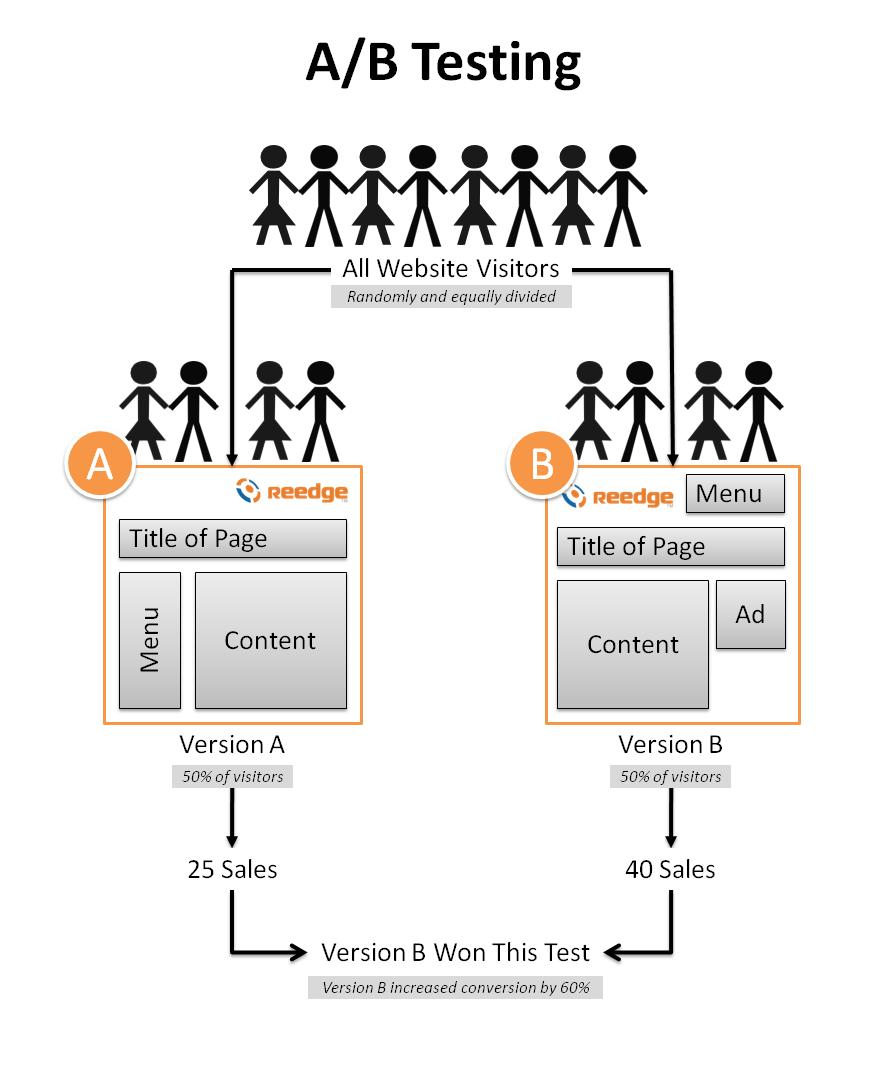 A/B Testing
All Website Visitors
Randomly and equally divided
A
reedge
Title of Page
Menu
Content
Version A
50% of visitors
25 Sales
B
reedge
Menu
Title of Page
Content
Ad
Version B
50% of visitors
40 Sales
Version B Won This Test
Version B increased conversion by 60%